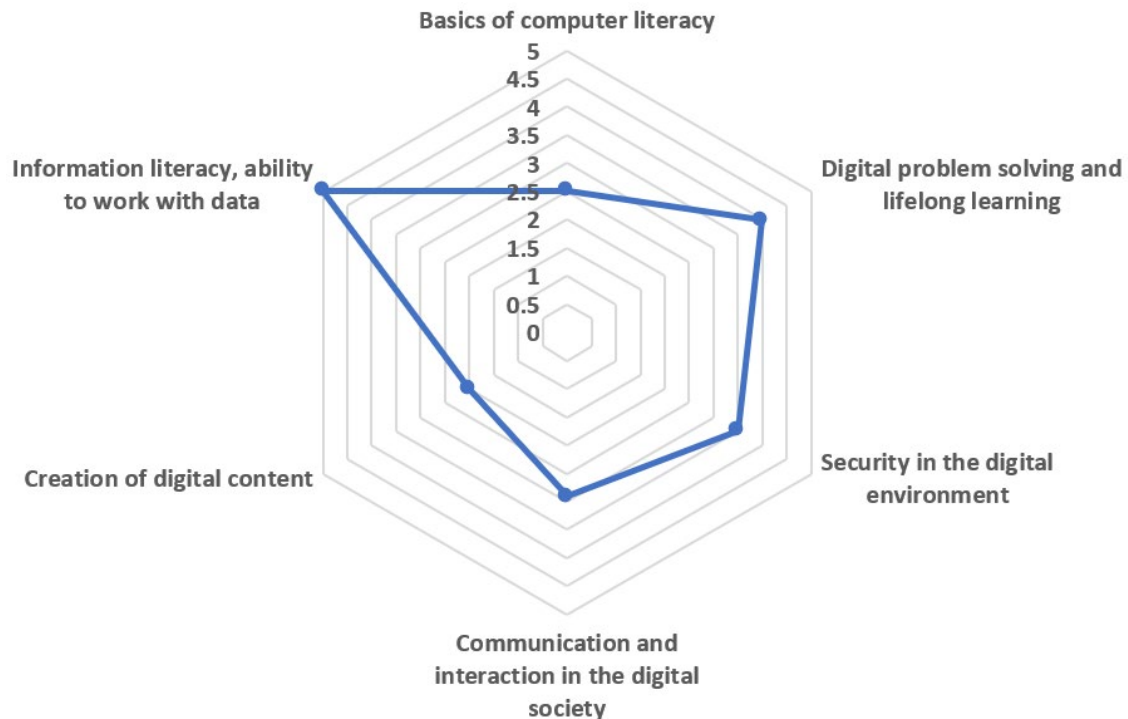 Basics of computer literacy
5
4.5
4
3.5
3
2.5
2
1.5
1
0.5
0
Digital problem solving and
lifelong learning
Security in the digital
environment
Communication and
interaction in the digital
society
Creation of digital content
Information literacy, ability
to work with data